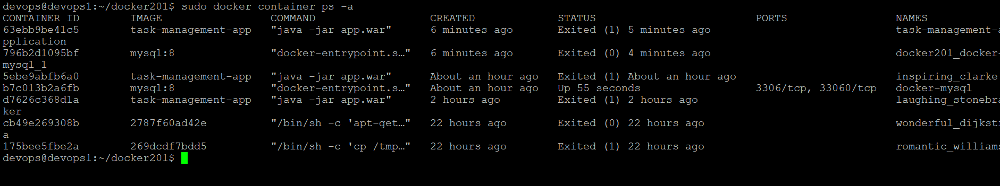 devops@devops1:~/docker201$ sudo docker container ps -a
CONTAINER ID        IMAGE                 COMMAND                  CREATED             STATUS                         PORTS                 NAMES
63ebb9be41c5        task-management-app   "java -jar app.war"      6 minutes ago       Exited (1) 5 minutes ago                             task-management-a
pplication
796b2d1095bf        mysql:8               "docker-entrypoint.s…"   6 minutes ago       Exited (0) 4 minutes ago                             docker201_docker-
mysql_1
5ebe9abfb6a0        task-management-app   "java -jar app.war"      About an hour ago   Exited (1) About an hour ago                         inspiring_clarke
b7c013b2a6fb        mysql:8               "docker-entrypoint.s…"   About an hour ago   Up 55 seconds                  3306/tcp, 33060/tcp   docker-mysql
d7626c368d1a        task-management-app   "java -jar app.war"      2 hours ago         Exited (1) 2 hours ago                               laughing_stonebra
ker
cb49e269308b        2787f60ad42e          "/bin/sh -c 'apt-get…"   22 hours ago        Exited (0) 22 hours ago                              wonderful_dijkstr
a
175bee5fbe2a        269dcdf7bdd5          "/bin/sh -c 'cp /tmp…"   22 hours ago        Exited (1) 22 hours ago                              romantic_williams
devops@devops1:~/docker201$